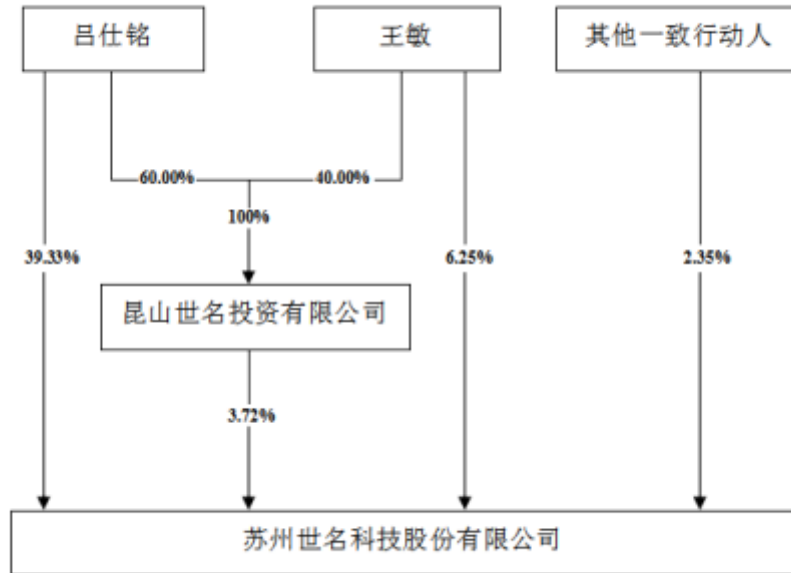 吕仕铭
王敏
其他一致行动人
60.00%
40.00%
100%
39.33%
6.25%
2.35%
昆山世名投资有限公司
3.72%
苏州世名科技股份有限公司